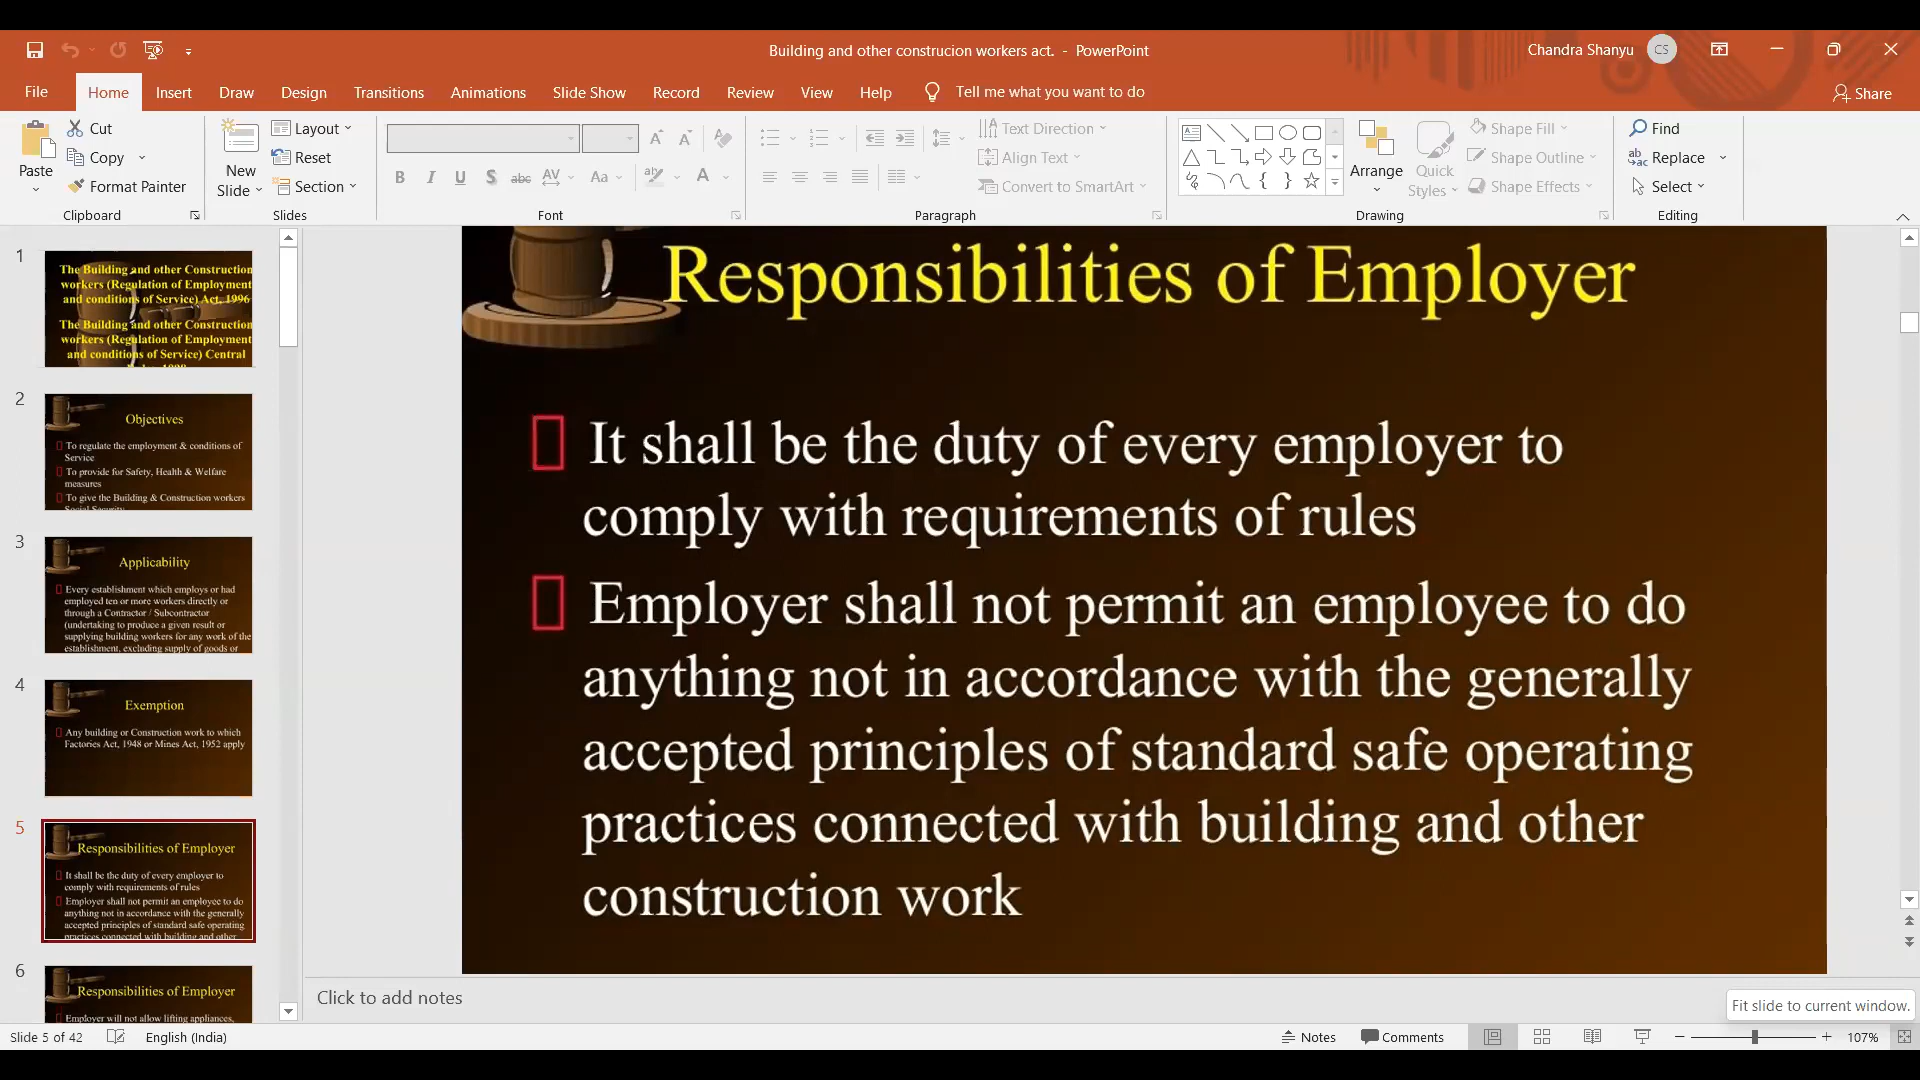 Building and other construcion workers act. - PowerPoint
Chandra Shanyu CS
File Home Insert Draw Design Transitions Animations Slide Show Record Review View Help Tell me what you want to do Share
Paste
Cut
Copy
Format Painter
Clipboard
New
Slide
Layout
Reset
Section
Slides
B I U S abc AV Aa A
Font
Text Direction
Align Text
Convert to SmartArt
Paragraph
Arrange
Quick
Styles
Shape Fill
Shape Outline
Shape Effects
Drawing
Find
Replace
Select
Editing
1
The Building and other Construction
workers (Regulation of Employment
and conditions of Service) Act, 1996
The Building and other Construction
workers (Regulation of Employment
and conditions of Service) Central
2
Objectives
To regulate the employment & conditions of
Service
To provide for Safety, Health & Welfare
measures
To give the Building & Construction workers
Social Security
3
Applicability
Every establishment which employs or had
employed ten or more workers directly or
through a Contractor / Subcontractor
(undertaking to produce a given result or
supplying building workers for any work of the
establishment, excluding supply of goods or
4
Exemption
Any building or Construction work to which
Factories Act, 1948 or Mines Act, 1952 apply
5
Responsibilities of Employer
It shall be the duty of every employer to
comply with requirements of rules
Employer shall not permit an employee to do
anything not in accordance with the generally
accepted principles of standard safe operating
practices connected with building and other
6
Responsibilities of Employer
Employer will not allow lifting appliances,
Responsibilities of Employer
It shall be the duty of every employer to
comply with requirements of rules
Employer shall not permit an employee to do
anything not in accordance with the generally
accepted principles of standard safe operating
practices connected with building and other
construction work
Click to add notes
Fit slide to current window.
Slide 5 of 42 English (India) Notes Comments 107%